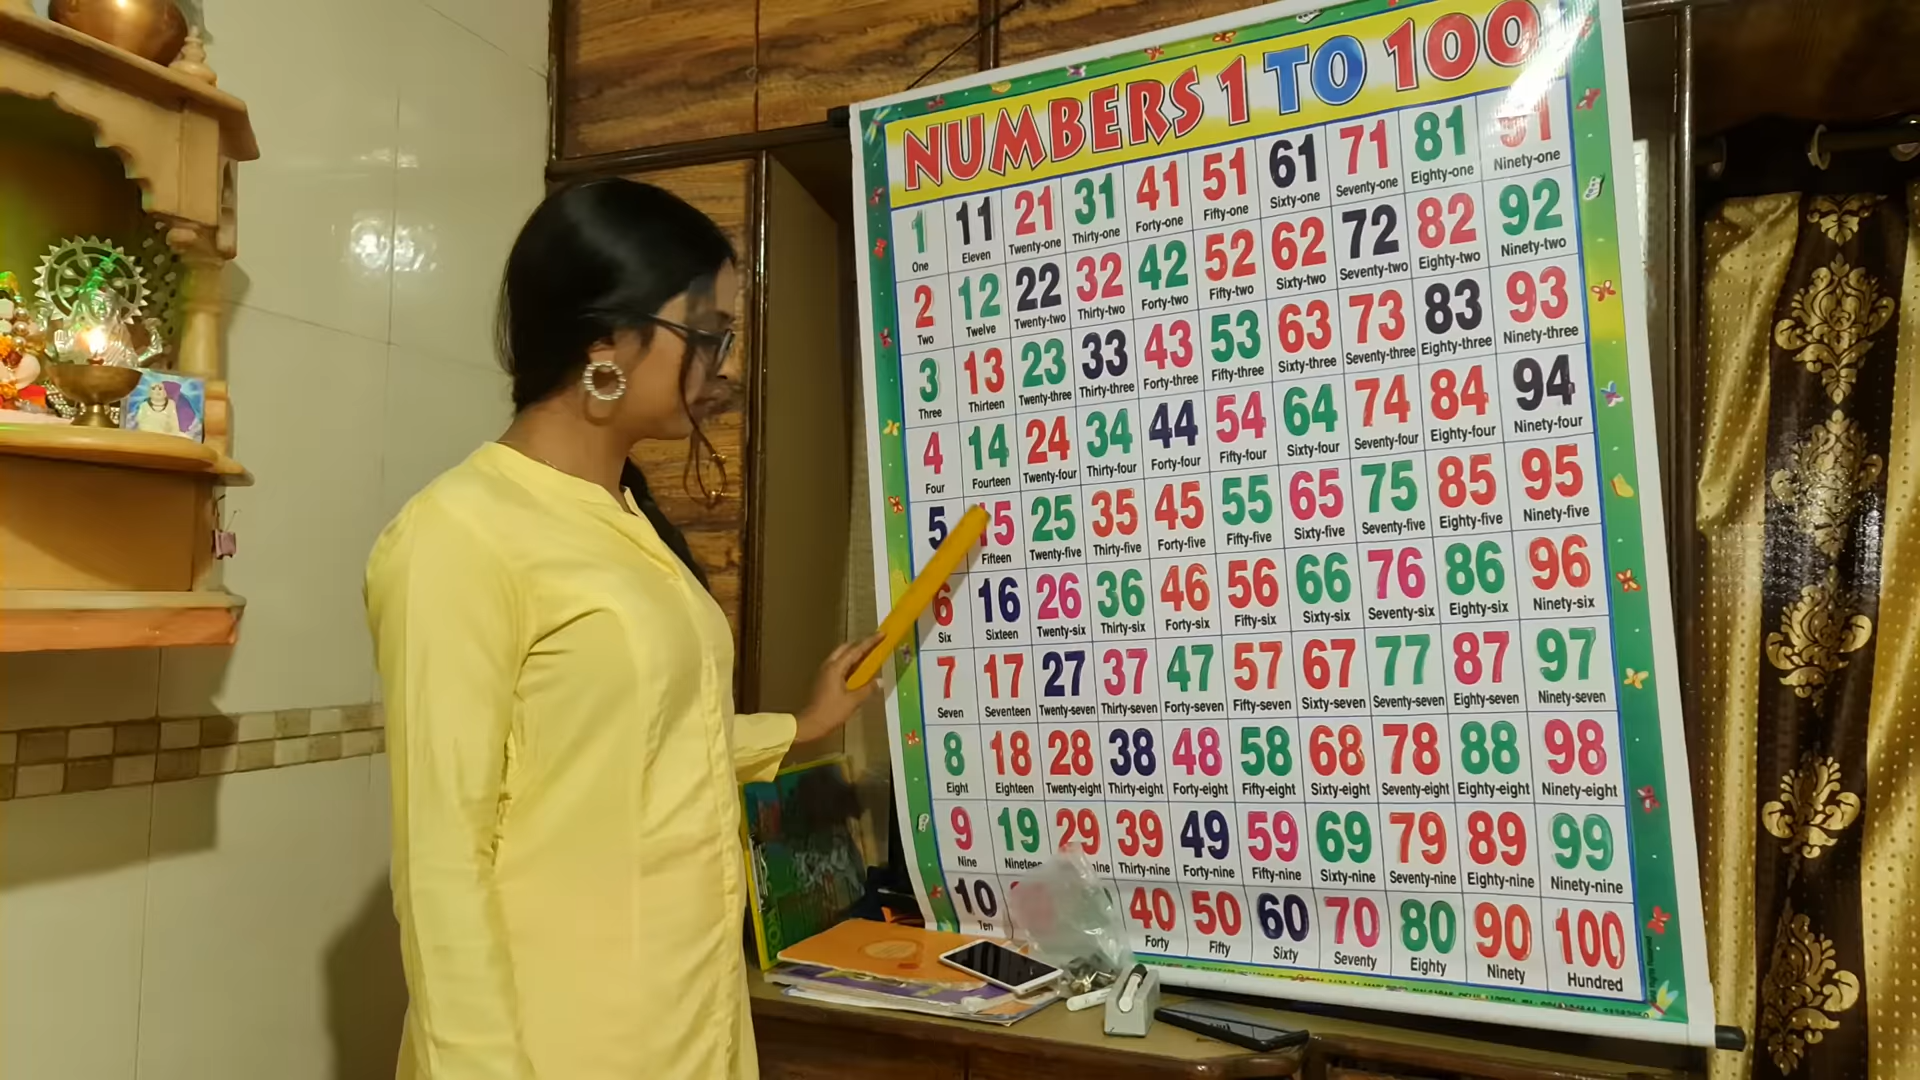 NUMBERS 1 TO 100
1 11 21 31 41 51 61 71 81 91
One Eleven Twenty-one Thirty-one Forty-one Fifty-one Sixty-one Seventy-one Eighty-one Ninety-one
2 12 22 32 42 52 62 72 82 92
Two Twelve Twenty-two Thirty-two Forty-two Fifty-two Sixty-two Seventy-two Eighty-two Ninety-two
3 13 23 33 43 53 63 73 83 93
Three Thirteen Twenty-three Thirty-three Forty-three Fifty-three Sixty-three Seventy-three Eighty-three Ninety-three
4 14 24 34 44 54 64 74 84 94
Four Fourteen Twenty-four Thirty-four Forty-four Fifty-four Sixty-four Seventy-four Eighty-four Ninety-four
5 15 25 35 45 55 65 75 85 95
Fifteen Twenty-five Thirty-five Forty-five Fifty-five Sixty-five Seventy-five Eighty-five Ninety-five
6 16 26 36 46 56 66 76 86 96
Six Sixteen Twenty-six Thirty-six Forty-six Fifty-six Sixty-six Seventy-six Eighty-six Ninety-six
7 17 27 37 47 57 67 77 87 97
Seven Seventeen Twenty-seven Thirty-seven Forty-seven Fifty-seven Sixty-seven Seventy-seven Eighty-seven Ninety-seven
8 18 28 38 48 58 68 78 88 98
Eight Eighteen Twenty-eight Thirty-eight Forty-eight Fifty-eight Sixty-eight Seventy-eight Eighty-eight Ninety-eight
9 19 29 39 49 59 69 79 89 99
Nine Nineteen Thirty-nine Forty-nine Fifty-nine Sixty-nine Seventy-nine Eighty-nine Ninety-nine
10 40 50 60 70 80 90 100
Ten Forty Fifty Sixty Seventy Eighty Ninety Hundred